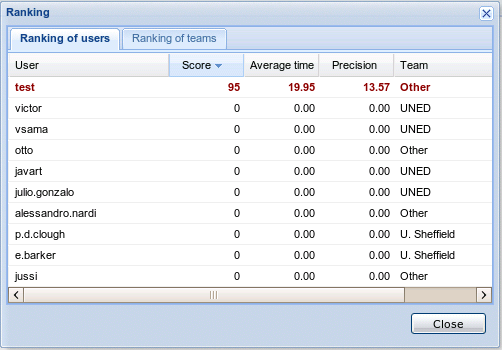 Ranking
Ranking of users Ranking of teams
User Score Average time Precision Team
test 95 19.95 13.57 Other
victor 0 0.00 0.00 UNED
vsama 0 0.00 0.00 UNED
otto 0 0.00 0.00 Other
javart 0 0.00 0.00 UNED
julio.gonzalo 0 0.00 0.00 UNED
alessandro.nardi 0 0.00 0.00 Other
p.d.clough 0 0.00 0.00 U. Sheffield
e.barker 0 0.00 0.00 U. Sheffield
jussi 0 0.00 0.00 Other
Close